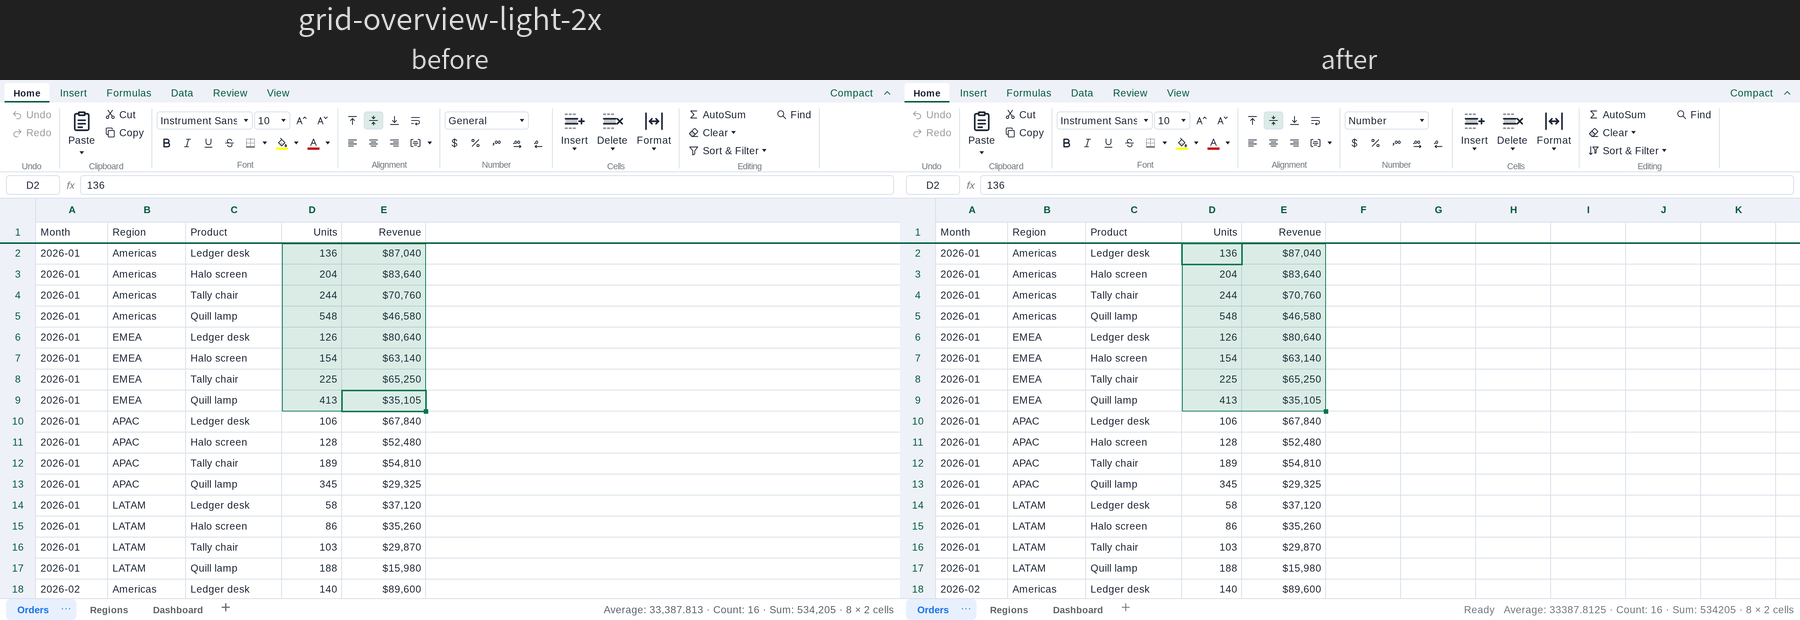 grid-overview-light-2x
before
after
Home Insert Formulas Data Review View Compact
Undo Redo Paste Cut Copy Instrument Sans 10 General AutoSum Find
B I U S A $ % Insert Delete Format Clear Sort & Filter
Undo Clipboard Font Alignment Number Cells Editing
D2 fx 136
A B C D E
1 Month Region Product Units Revenue
2 2026-01 Americas Ledger desk 136 $87,040
3 2026-01 Americas Halo screen 204 $83,640
4 2026-01 Americas Tally chair 244 $70,760
5 2026-01 Americas Quill lamp 548 $46,580
6 2026-01 EMEA Ledger desk 126 $80,640
7 2026-01 EMEA Halo screen 154 $63,140
8 2026-01 EMEA Tally chair 225 $65,250
9 2026-01 EMEA Quill lamp 413 $35,105
10 2026-01 APAC Ledger desk 106 $67,840
11 2026-01 APAC Halo screen 128 $52,480
12 2026-01 APAC Tally chair 189 $54,810
13 2026-01 APAC Quill lamp 345 $29,325
14 2026-01 LATAM Ledger desk 58 $37,120
15 2026-01 LATAM Halo screen 86 $35,260
16 2026-01 LATAM Tally chair 103 $29,870
17 2026-01 LATAM Quill lamp 188 $15,980
18 2026-02 Americas Ledger desk 140 $89,600
Orders ··· Regions Dashboard + Average: 33,387.813 · Count: 16 · Sum: 534,205 · 8 × 2 cells
Home Insert Formulas Data Review View Compact
Undo Redo Paste Cut Copy Instrument Sans 10 Number AutoSum Find
B I U S A $ % Insert Delete Format Clear Sort & Filter
Undo Clipboard Font Alignment Number Cells Editing
D2 fx 136
A B C D E F G H I J K
1 Month Region Product Units Revenue
2 2026-01 Americas Ledger desk 136 $87,040
3 2026-01 Americas Halo screen 204 $83,640
4 2026-01 Americas Tally chair 244 $70,760
5 2026-01 Americas Quill lamp 548 $46,580
6 2026-01 EMEA Ledger desk 126 $80,640
7 2026-01 EMEA Halo screen 154 $63,140
8 2026-01 EMEA Tally chair 225 $65,250
9 2026-01 EMEA Quill lamp 413 $35,105
10 2026-01 APAC Ledger desk 106 $67,840
11 2026-01 APAC Halo screen 128 $52,480
12 2026-01 APAC Tally chair 189 $54,810
13 2026-01 APAC Quill lamp 345 $29,325
14 2026-01 LATAM Ledger desk 58 $37,120
15 2026-01 LATAM Halo screen 86 $35,260
16 2026-01 LATAM Tally chair 103 $29,870
17 2026-01 LATAM Quill lamp 188 $15,980
18 2026-02 Americas Ledger desk 140 $89,600
Orders ··· Regions Dashboard + Ready Average: 33387.8125 · Count: 16 · Sum: 534205 · 8 × 2 cells